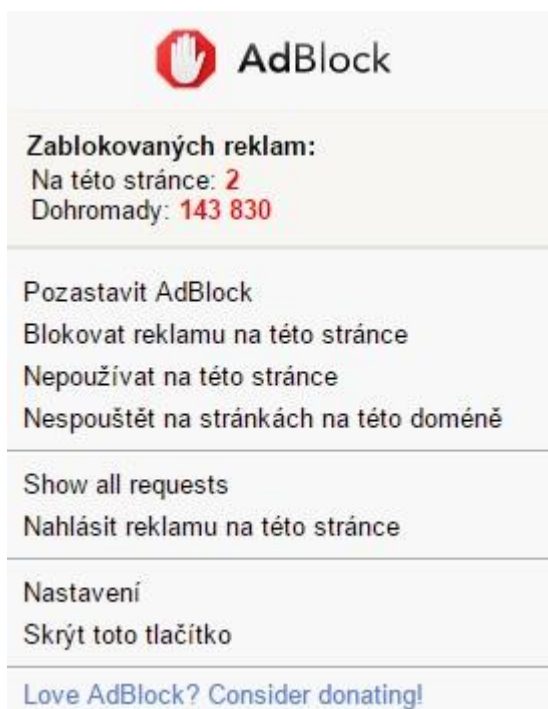 AdBlock
Zablokovaných reklam:
Na této stránce: 2
Dohromady: 143 830
Pozastavit AdBlock
Blokovat reklamu na této stránce
Nepoužívat na této stránce
Nespouštět na stránkách na této doméně
Show all requests
Nahlásit reklamu na této stránce
Nastavení
Skrýt toto tlačítko
Love AdBlock? Consider donating!